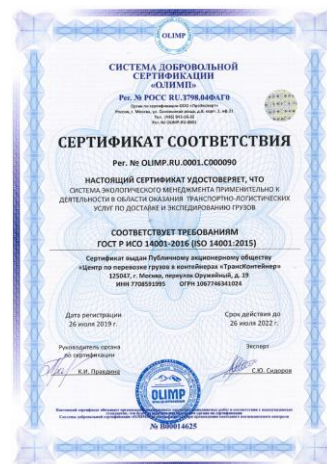 OLIMP
СИСТЕМА ДОБРОВОЛЬНОЙ
СЕРТИФИКАЦИИ
«ОЛИМП»
Рег. № РОСС RU.3798.04ФАГ0
СЕРТИФИКАТ СООТВЕТСТВИЯ
Рег. № OLIMP.RU.0001.C000090
НАСТОЯЩИЙ СЕРТИФИКАТ УДОСТОВЕРЯЕТ, ЧТО
СИСТЕМА ЭКОЛОГИЧЕСКОГО МЕНЕДЖМЕНТА ПРИМЕНИТЕЛЬНО К
ДЕЯТЕЛЬНОСТИ В ОБЛАСТИ ОКАЗАНИЯ ТРАНСПОРТНО-ЛОГИСТИЧЕСКИХ
УСЛУГ ПО ДОСТАВКЕ И ЭКСПЕДИРОВАНИЮ ГРУЗОВ
СООТВЕТСТВУЕТ ТРЕБОВАНИЯМ
ГОСТ Р ИСО 14001-2016 (ISO 14001:2015)
Сертификат выдан Публичному акционерному обществу
«Центр по перевозке грузов в контейнерах «ТрансКонтейнер»
125047, г. Москва, переулок Оружейный, д. 19
ИНН 7708591995 ОГРН 1067746341024
Дата регистрации
26 июля 2019 г.
Срок действия до
26 июля 2022 г.
Руководитель органа
по сертификации
К.И. Правдина
Эксперт
С.Ю. Сидоров
OLIMP
№ В00014625